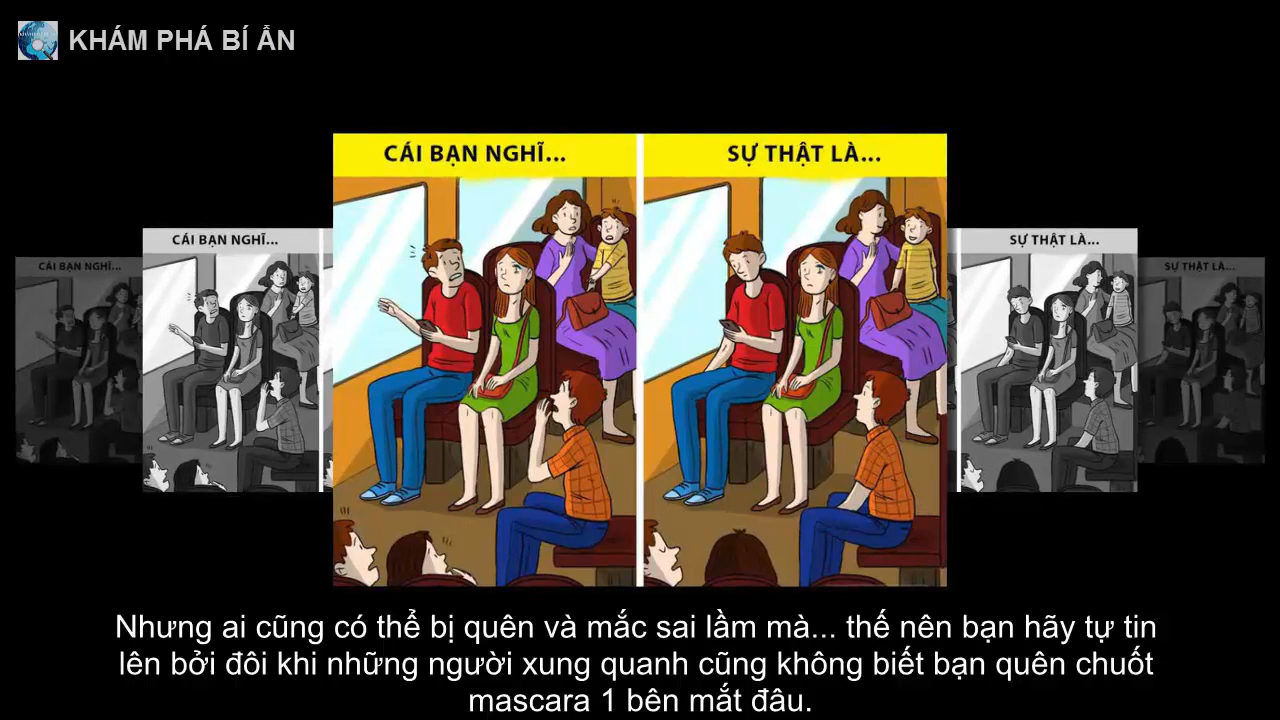 KHÁM PHÁ BÍ ẨN
CÁI BẠN NGHĨ...
SỰ THẬT LÀ...
CÁI BẠN NGHĨ...
SỰ THẬT LÀ...
CÁI BẠN NGHĨ...
SỰ THẬT LÀ...
Nhưng ai cũng có thể bị quên và mắc sai lầm mà... thế nên bạn hãy tự tin
lên bởi đôi khi những người xung quanh cũng không biết bạn quên chuốt
mascara 1 bên mắt đâu.